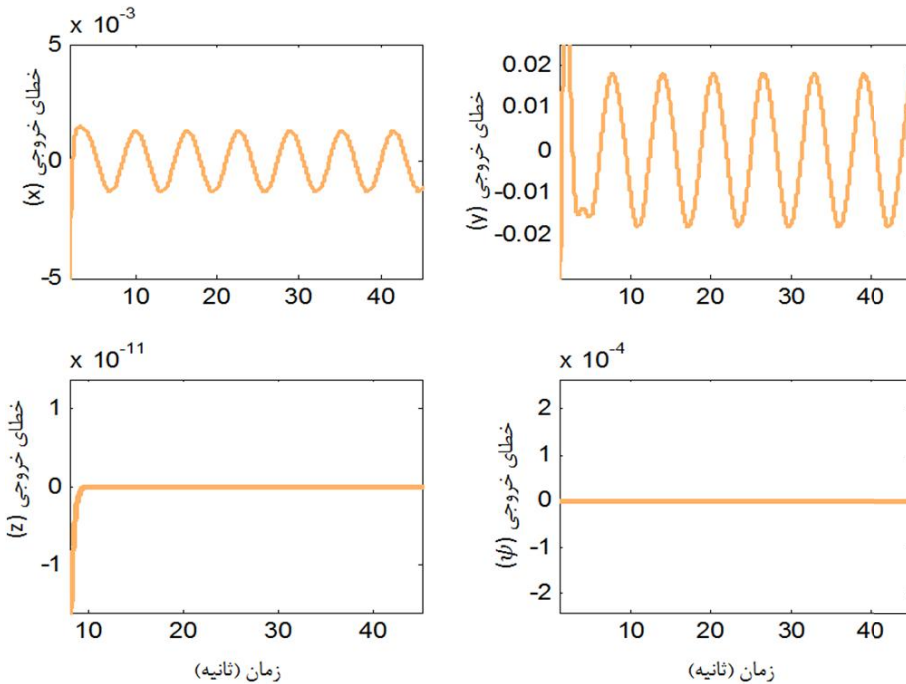 x 10-3
5
0
-5
10 20 30 40
خطای خروجی (x)
0.02
0.01
0
-0.01
-0.02
10 20 30 40
خطای خروجی (y)
x 10-11
1
0
-1
10 20 30 40
خطای خروجی (z)
زمان (ثانیه)
x 10-4
2
1
0
-1
-2
10 20 30 40
خطای خروجی (ψ)
زمان (ثانیه)